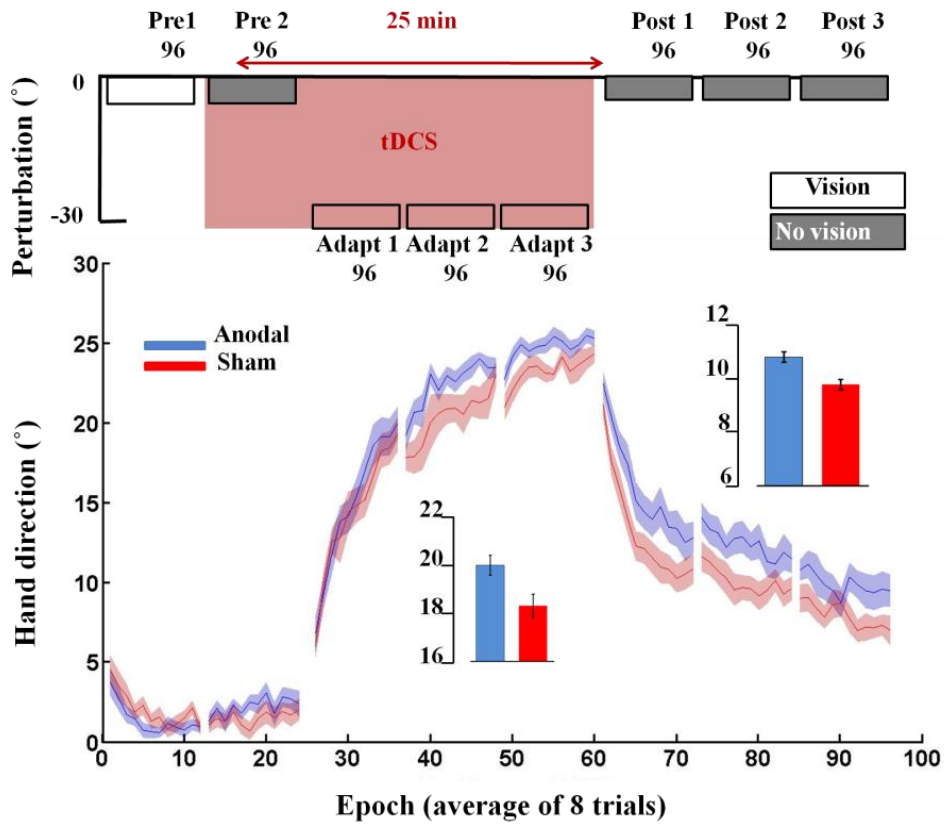 Pre1 Pre 2 25 min Post 1 Post 2 Post 3
96 96 96 96 96
0
Perturbation (°)
tDCS
Vision
-30
No vision
Adapt 1 Adapt 2 Adapt 3
96 96 96
30
25
20
15
10
5
0
Hand direction (°)
Anodal
Sham
12
10
8
6
22
20
18
16
0 10 20 30 40 50 60 70 80 90 100
Epoch (average of 8 trials)